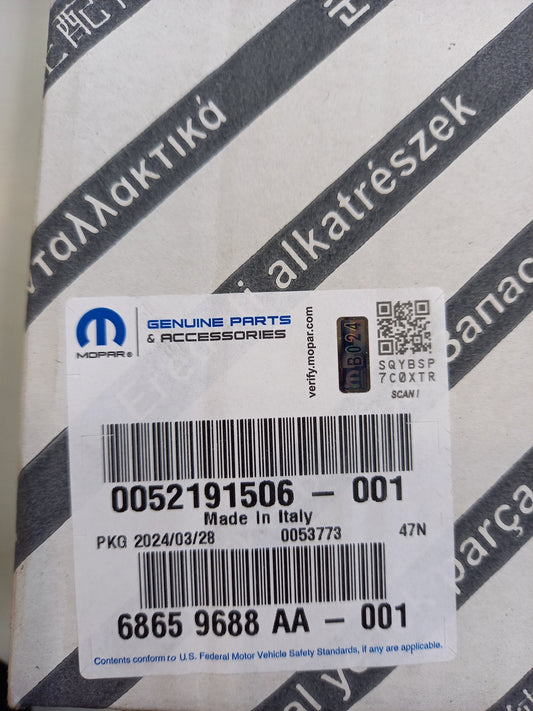 νταλλακτικά
alkatrészek
MOPAR®
GENUINE PARTS
& ACCESSORIES
verify.mopar.com
B024
SQYBSP
7C0XTR
SCAN!
0052191506 - 001
Made In Italy
PKG 2024/03/28 0053773 47N
6865 9688 AA - 001
Contents conform to U.S. Federal Motor Vehicle Safety Standards, if any are applicable.